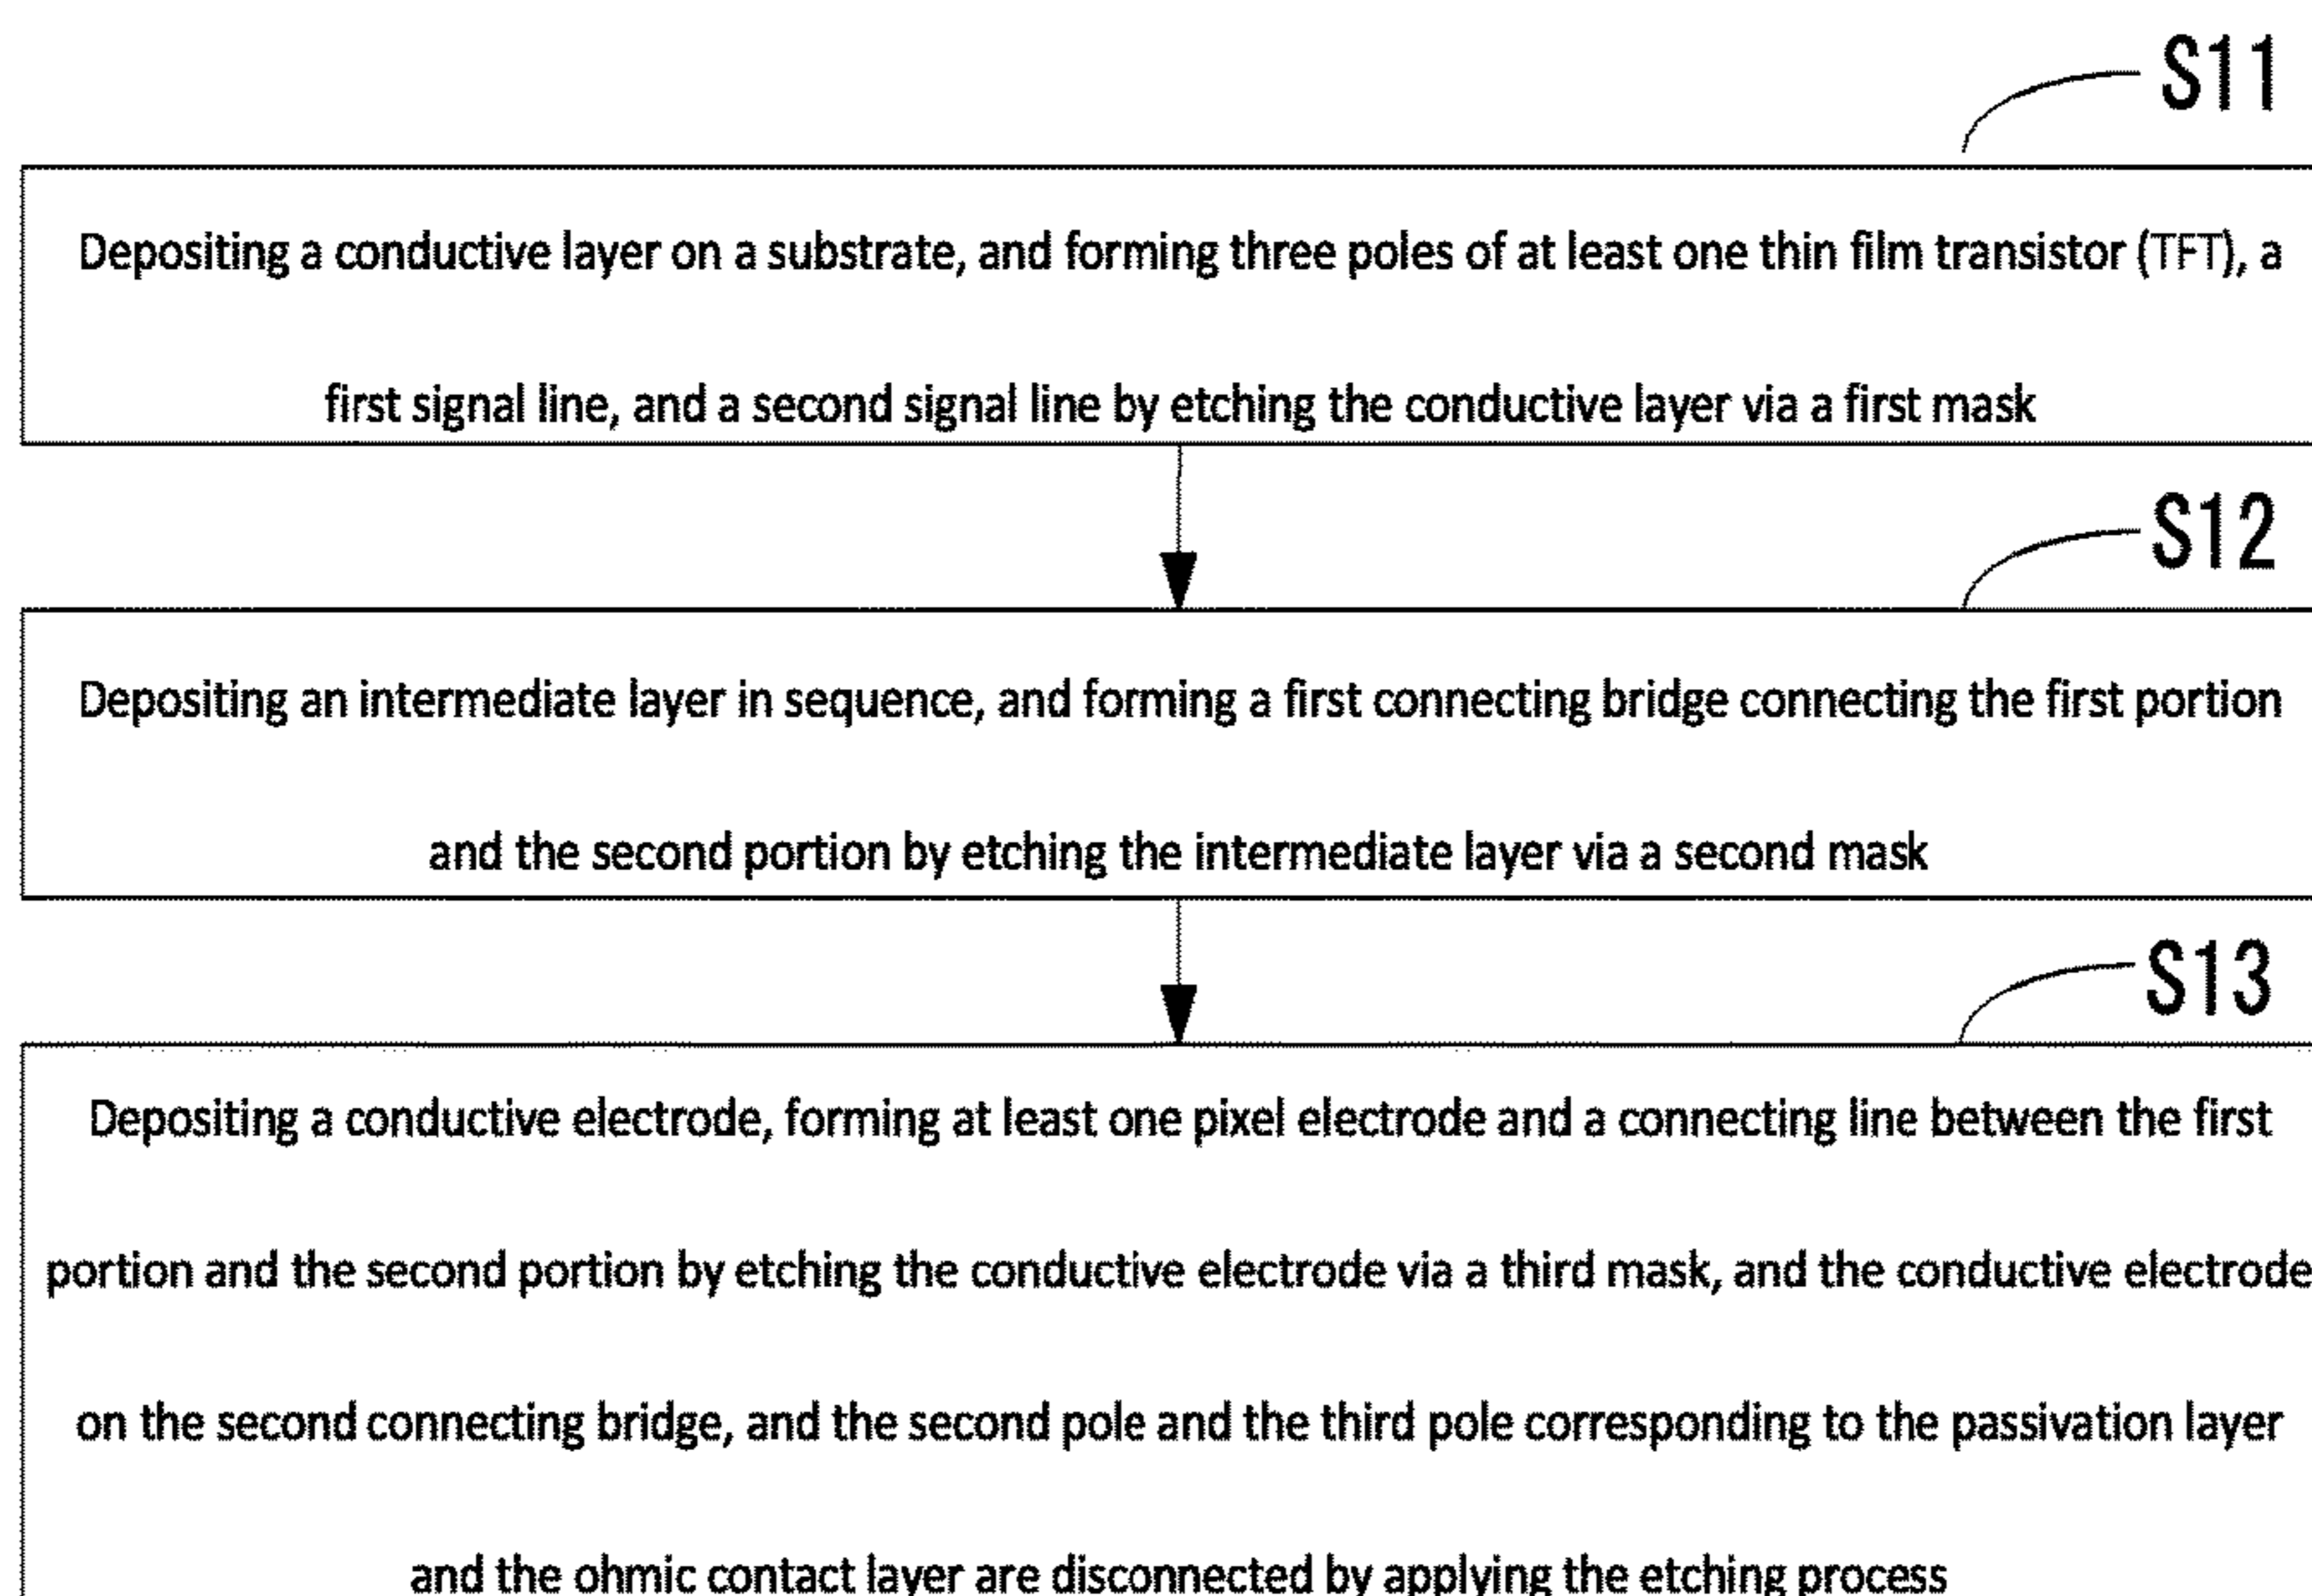 S11
Depositing a conductive layer on a substrate, and forming three poles of at least one thin film transistor (TFT), a
first signal line, and a second signal line by etching the conductive layer via a first mask
S12
Depositing an intermediate layer in sequence, and forming a first connecting bridge connecting the first portion
and the second portion by etching the intermediate layer via a second mask
S13
Depositing a conductive electrode, forming at least one pixel electrode and a connecting line between the first
portion and the second portion by etching the conductive electrode via a third mask, and the conductive electrode
on the second connecting bridge, and the second pole and the third pole corresponding to the passivation layer
and the ohmic contact layer are disconnected by applying the etching process